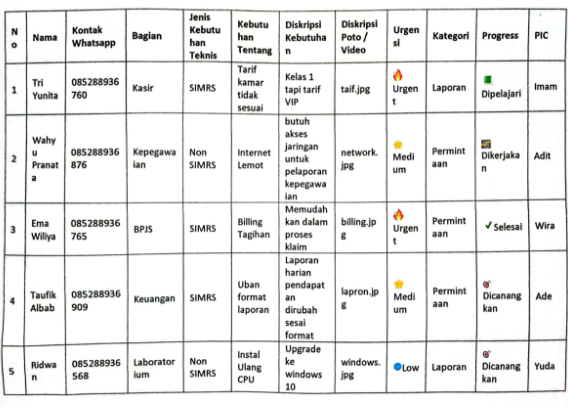 No Nama Kontak Whatsapp Bagian Jenis Kebutuhan Teknis Kebutuhan Tentang Diskripsi Kebutuhan Diskripsi Poto / Video Urgensi Kategori Progress PIC
1 Tri Yunita 085288936760 Kasir SIMRS Tarif kamar tidak sesuai Kelas 1 tapi tarif VIP taif.jpg Urgent Laporan Dipelajari Imam
2 Wahyu Pranata 085288936876 Kepegawaian Non SIMRS Internet Lemot butuh akses jaringan untuk pelaporan kepegawaian network.jpg Medium Permintaan Dikerjakan Adit
3 Ema Wiliya 085288936765 BPJS SIMRS Billing Tagihan Memudahkan dalam proses klaim billing.jpg Urgent Permintaan Selesai Wira
4 Taufik Albab 085288936909 Keuangan SIMRS Uban format laporan Laporan harian pendapatan dirubah sesai format lapron.jpg Medium Permintaan Dicanangkan Ade
5 Ridwan 085288936568 Laboratorium Non SIMRS Instal Ulang CPU Upgrade ke windows 10 windows.jpg Low Laporan Dicanangkan Yuda